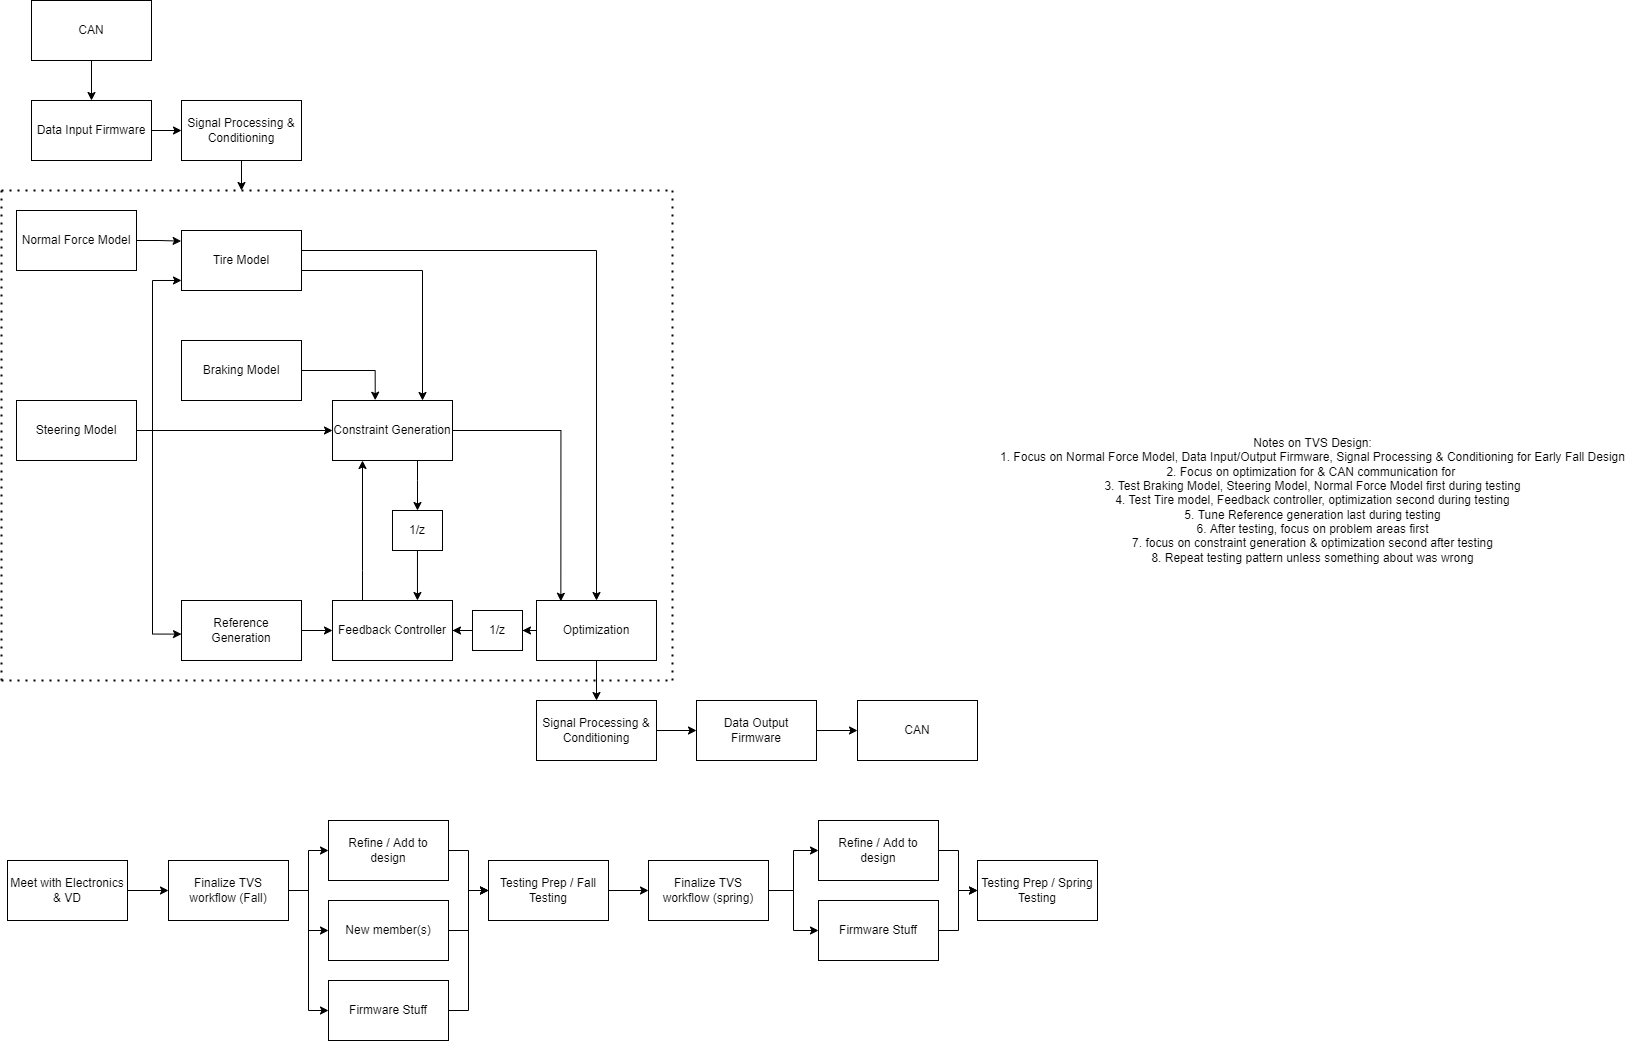 CAN
Data Input Firmware
Signal Processing &
Conditioning
Normal Force Model
Tire Model
Braking Model
Steering Model
Constraint Generation
1/z
Reference
Generation
Feedback Controller
1/z
Optimization
Signal Processing &
Conditioning
Data Output
Firmware
CAN
Notes on TVS Design:
1. Focus on Normal Force Model, Data Input/Output Firmware, Signal Processing & Conditioning for Early Fall Design
2. Focus on optimization for & CAN communication for
3. Test Braking Model, Steering Model, Normal Force Model first during testing
4. Test Tire model, Feedback controller, optimization second during testing
5. Tune Reference generation last during testing
6. After testing, focus on problem areas first
7. focus on constraint generation & optimization second after testing
8. Repeat testing pattern unless something about was wrong
Meet with Electronics
& VD
Finalize TVS
workflow (Fall)
Refine / Add to
design
New member(s)
Firmware Stuff
Testing Prep / Fall
Testing
Finalize TVS
workflow (spring)
Refine / Add to
design
Firmware Stuff
Testing Prep / Spring
Testing